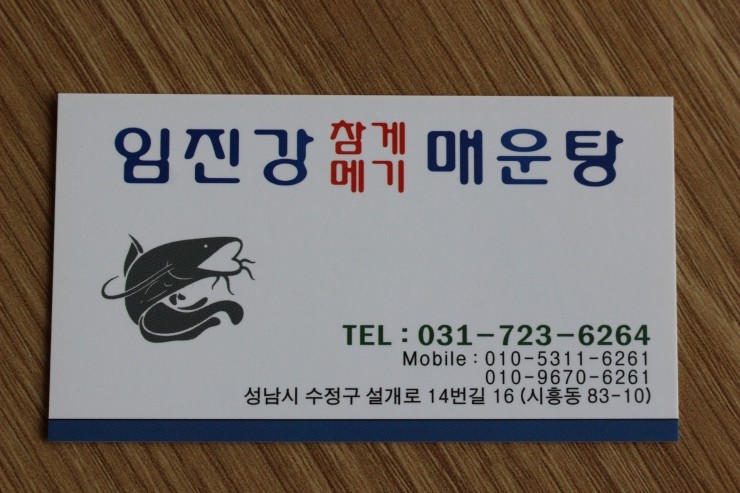 임진강 참게 메기 매운탕
TEL : 031-723-6264
Mobile : 010-5311-6261
010-9670-6261
성남시 수정구 설개로 14번길 16 (시흥동 83-10)